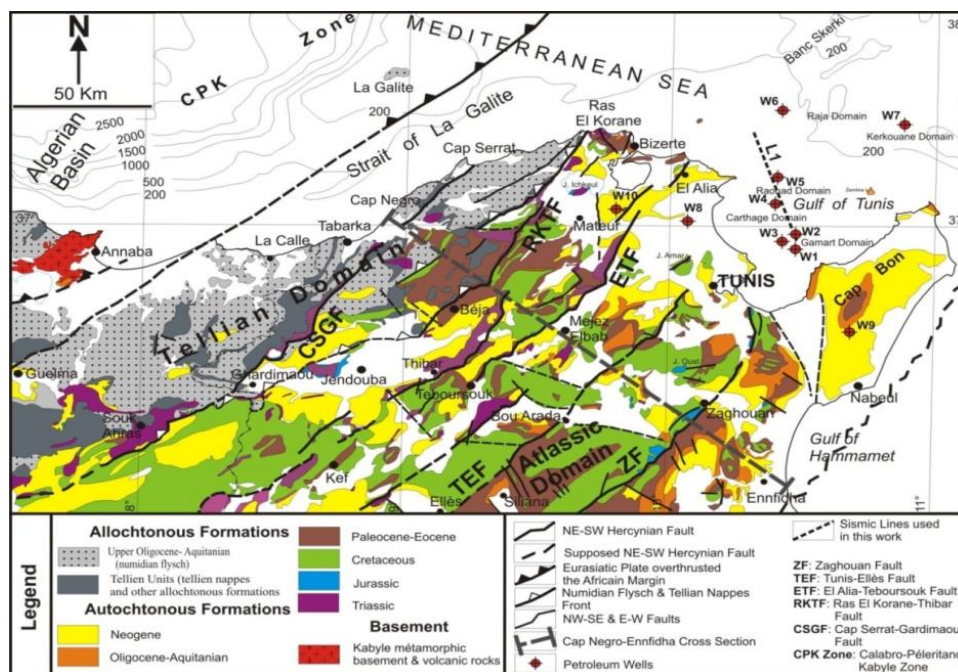 N
50 Km
CPK Zone
MEDITERRANEAN SEA
Banc Skerki
200
38
La Galite
200
Strait of La Galite
Algerian
Basin
2500
2000
1500
1000
500
200
Ras
El Korane
Bizerte
Cap Serrat
Cap Negro
J. Ichkeul
W10
Mateur
El Alia
W8
W6
Raja Domain
W7
Kerkouane Domain
200
L1
W5
Raouad Domain
W4
Gulf of Tunis
Zembra
Carthage Domain
W3
W2
Gamart Domain
W1
37
Annaba
La Calle
Tabarka
Tellian Domain
RKTF
ETF
CSGF
J. Amara
TUNIS
Cap Bon
W9
Béja
Mejez
Elbab
Guelma
Ghardimaou
Jendouba
Thibar
Teboursouk
J. Oust
Nabeul
Souk
Ahras
Bou Arada
Zaghouan
Gulf of
Hammamet
Kef
TEF
Atlassic
Domain
ZF
Ellès
Siliana
Ennfidha
8°
11°
Legend
Allochtonous Formations
Upper Oligocene- Aquitanian
(numidian flysch)
Tellien Units (tellien nappes
and other allochtonous formations
Autochtonous Formations
Neogene
Oligocene-Aquitanian
Paleocene-Eocene
Cretaceous
Jurassic
Triassic
Basement
Kabyle métamorphic
basement & volcanic rocks
NE-SW Hercynian Fault
Supposed NE-SW Hercynian Fault
Eurasiatic Plate overthrusted
the Africain Margin
Numidian Flysch & Tellian Nappes
Front
NW-SE & E-W Faults
Cap Negro-Ennfidha Cross Section
Petroleum Wells
Sismic Lines used
in this work
ZF: Zaghouan Fault
TEF: Tunis-Ellès Fault
ETF: El Alia-Teboursouk Fault
RKTF: Ras El Korane-Thibar
Fault
CSGF: Cap Serrat-Gardimaou
Fault
CPK Zone: Calabro-Péleritano-
Kabyle Zone